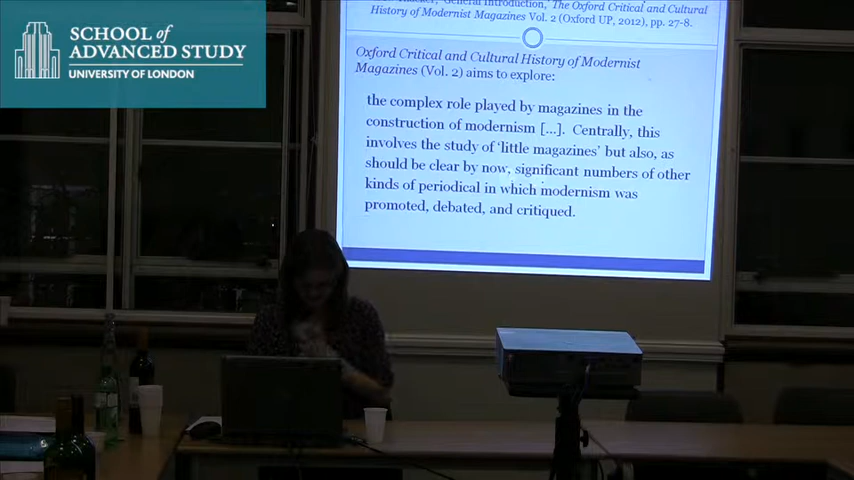 SCHOOL of
ADVANCED STUDY
UNIVERSITY OF LONDON
'General Introduction,' The Oxford Critical and Cultural
History of Modernist Magazines Vol. 2 (Oxford UP, 2012), pp. 27-8.
Oxford Critical and Cultural History of Modernist
Magazines (Vol. 2) aims to explore:
the complex role played by magazines in the
construction of modernism [...]. Centrally, this
involves the study of 'little magazines' but also, as
should be clear by now, significant numbers of other
kinds of periodical in which modernism was
promoted, debated, and critiqued.